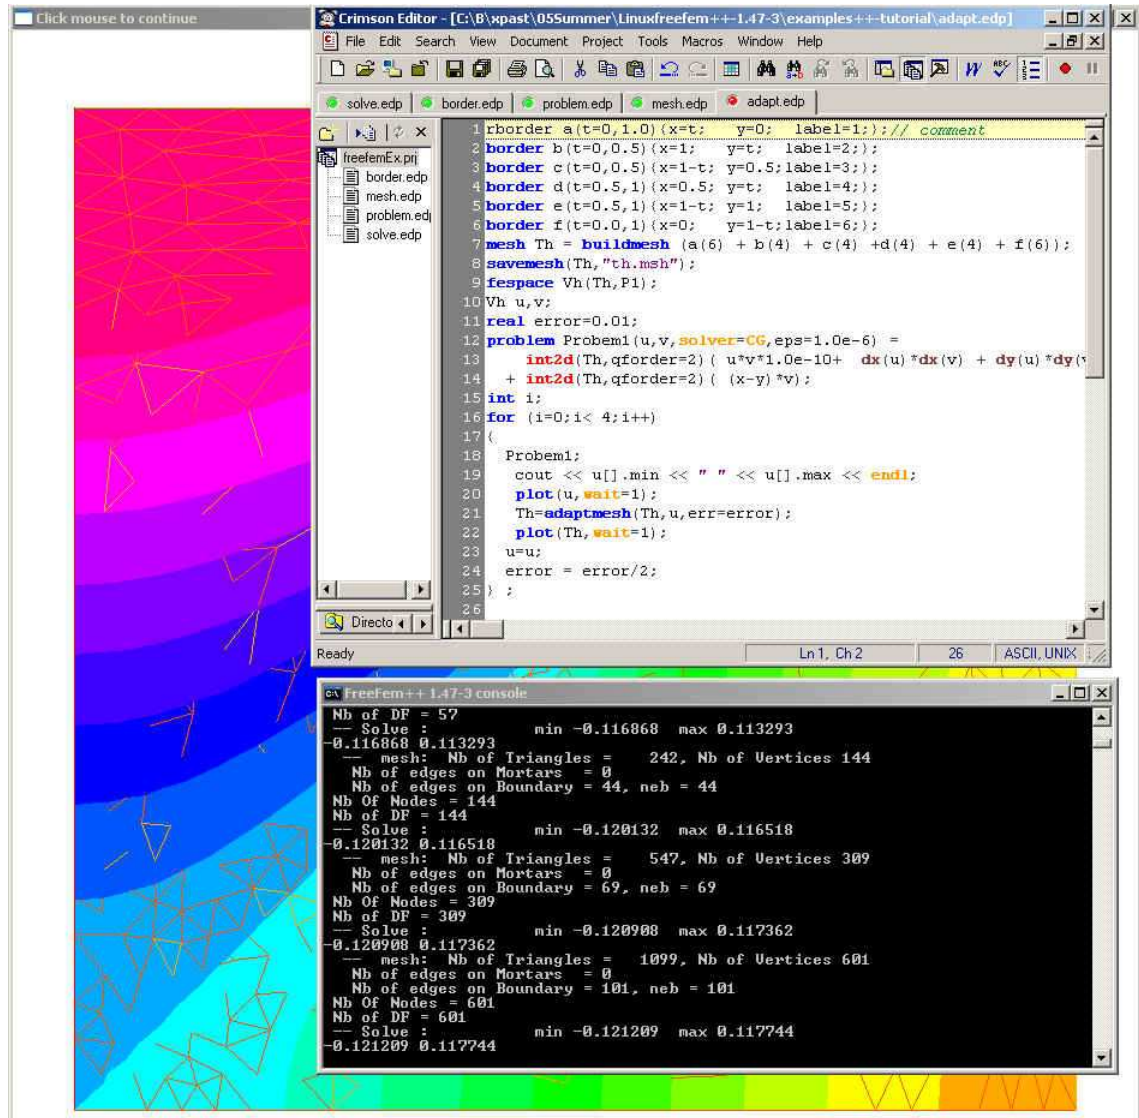 Click mouse to continue
Crimson Editor - [C:\B\xpast\05Summer\Linuxfreefem++-1.47-3\examples++-tutorial\adapt.edp]
File Edit Search View Document Project Tools Macros Window Help
solve.edp border.edp problem.edp mesh.edp adapt.edp
freefemEx.prj
border.edp
mesh.edp
problem.edp
solve.edp
1 rborder a(t=0,1.0){x=t; y=0; label=1;};// comment
2 border b(t=0,0.5){x=1; y=t; label=2;};
3 border c(t=0,0.5){x=1-t; y=0.5;label=3;};
4 border d(t=0.5,1){x=0.5; y=t; label=4;};
5 border e(t=0.5,1){x=1-t; y=1; label=5;};
6 border f(t=0.0,1){x=0; y=1-t;label=6;};
7 mesh Th = buildmesh (a(6) + b(4) + c(4) +d(4) + e(4) + f(6));
8 savemesh(Th,"th.msh");
9 fespace Vh(Th,P1);
10 Vh u,v;
11 real error=0.01;
12 problem Probem1(u,v,solver=CG,eps=1.0e-6) =
13 int2d(Th,qforder=2)( u*v*1.0e-10+ dx(u)*dx(v) + dy(u)*dy(v
14 + int2d(Th,qforder=2)( (x-y)*v);
15 int i;
16 for (i=0;i< 4;i++)
17 {
18 Probem1;
19 cout << u[].min << " " << u[].max << endl;
20 plot(u,wait=1);
21 Th=adaptmesh(Th,u,err=error);
22 plot(Th,wait=1);
23 u=u;
24 error = error/2;
25 } ;
26
Directo
Ready Ln 1, Ch 2 26 ASCII, UNIX
FreeFem++ 1.47-3 console
Nb of DF = 57
-- Solve : min -0.116868 max 0.113293
-0.116868 0.113293
-- mesh: Nb of Triangles = 242, Nb of Vertices 144
Nb of edges on Mortars = 0
Nb of edges on Boundary = 44, neb = 44
Nb Of Nodes = 144
Nb of DF = 144
-- Solve : min -0.120132 max 0.116518
-0.120132 0.116518
-- mesh: Nb of Triangles = 547, Nb of Vertices 309
Nb of edges on Mortars = 0
Nb of edges on Boundary = 69, neb = 69
Nb Of Nodes = 309
Nb of DF = 309
-- Solve : min -0.120908 max 0.117362
-0.120908 0.117362
-- mesh: Nb of Triangles = 1099, Nb of Vertices 601
Nb of edges on Mortars = 0
Nb of edges on Boundary = 101, neb = 101
Nb Of Nodes = 601
Nb of DF = 601
-- Solve : min -0.121209 max 0.117744
-0.121209 0.117744